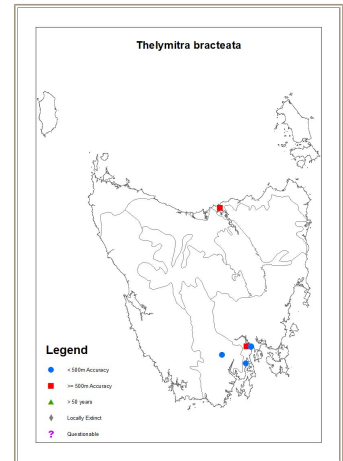 Thelymitra bracteata
Legend
< 500m Accuracy
>= 500m Accuracy
> 50 years
Locally Extinct
? Questionable